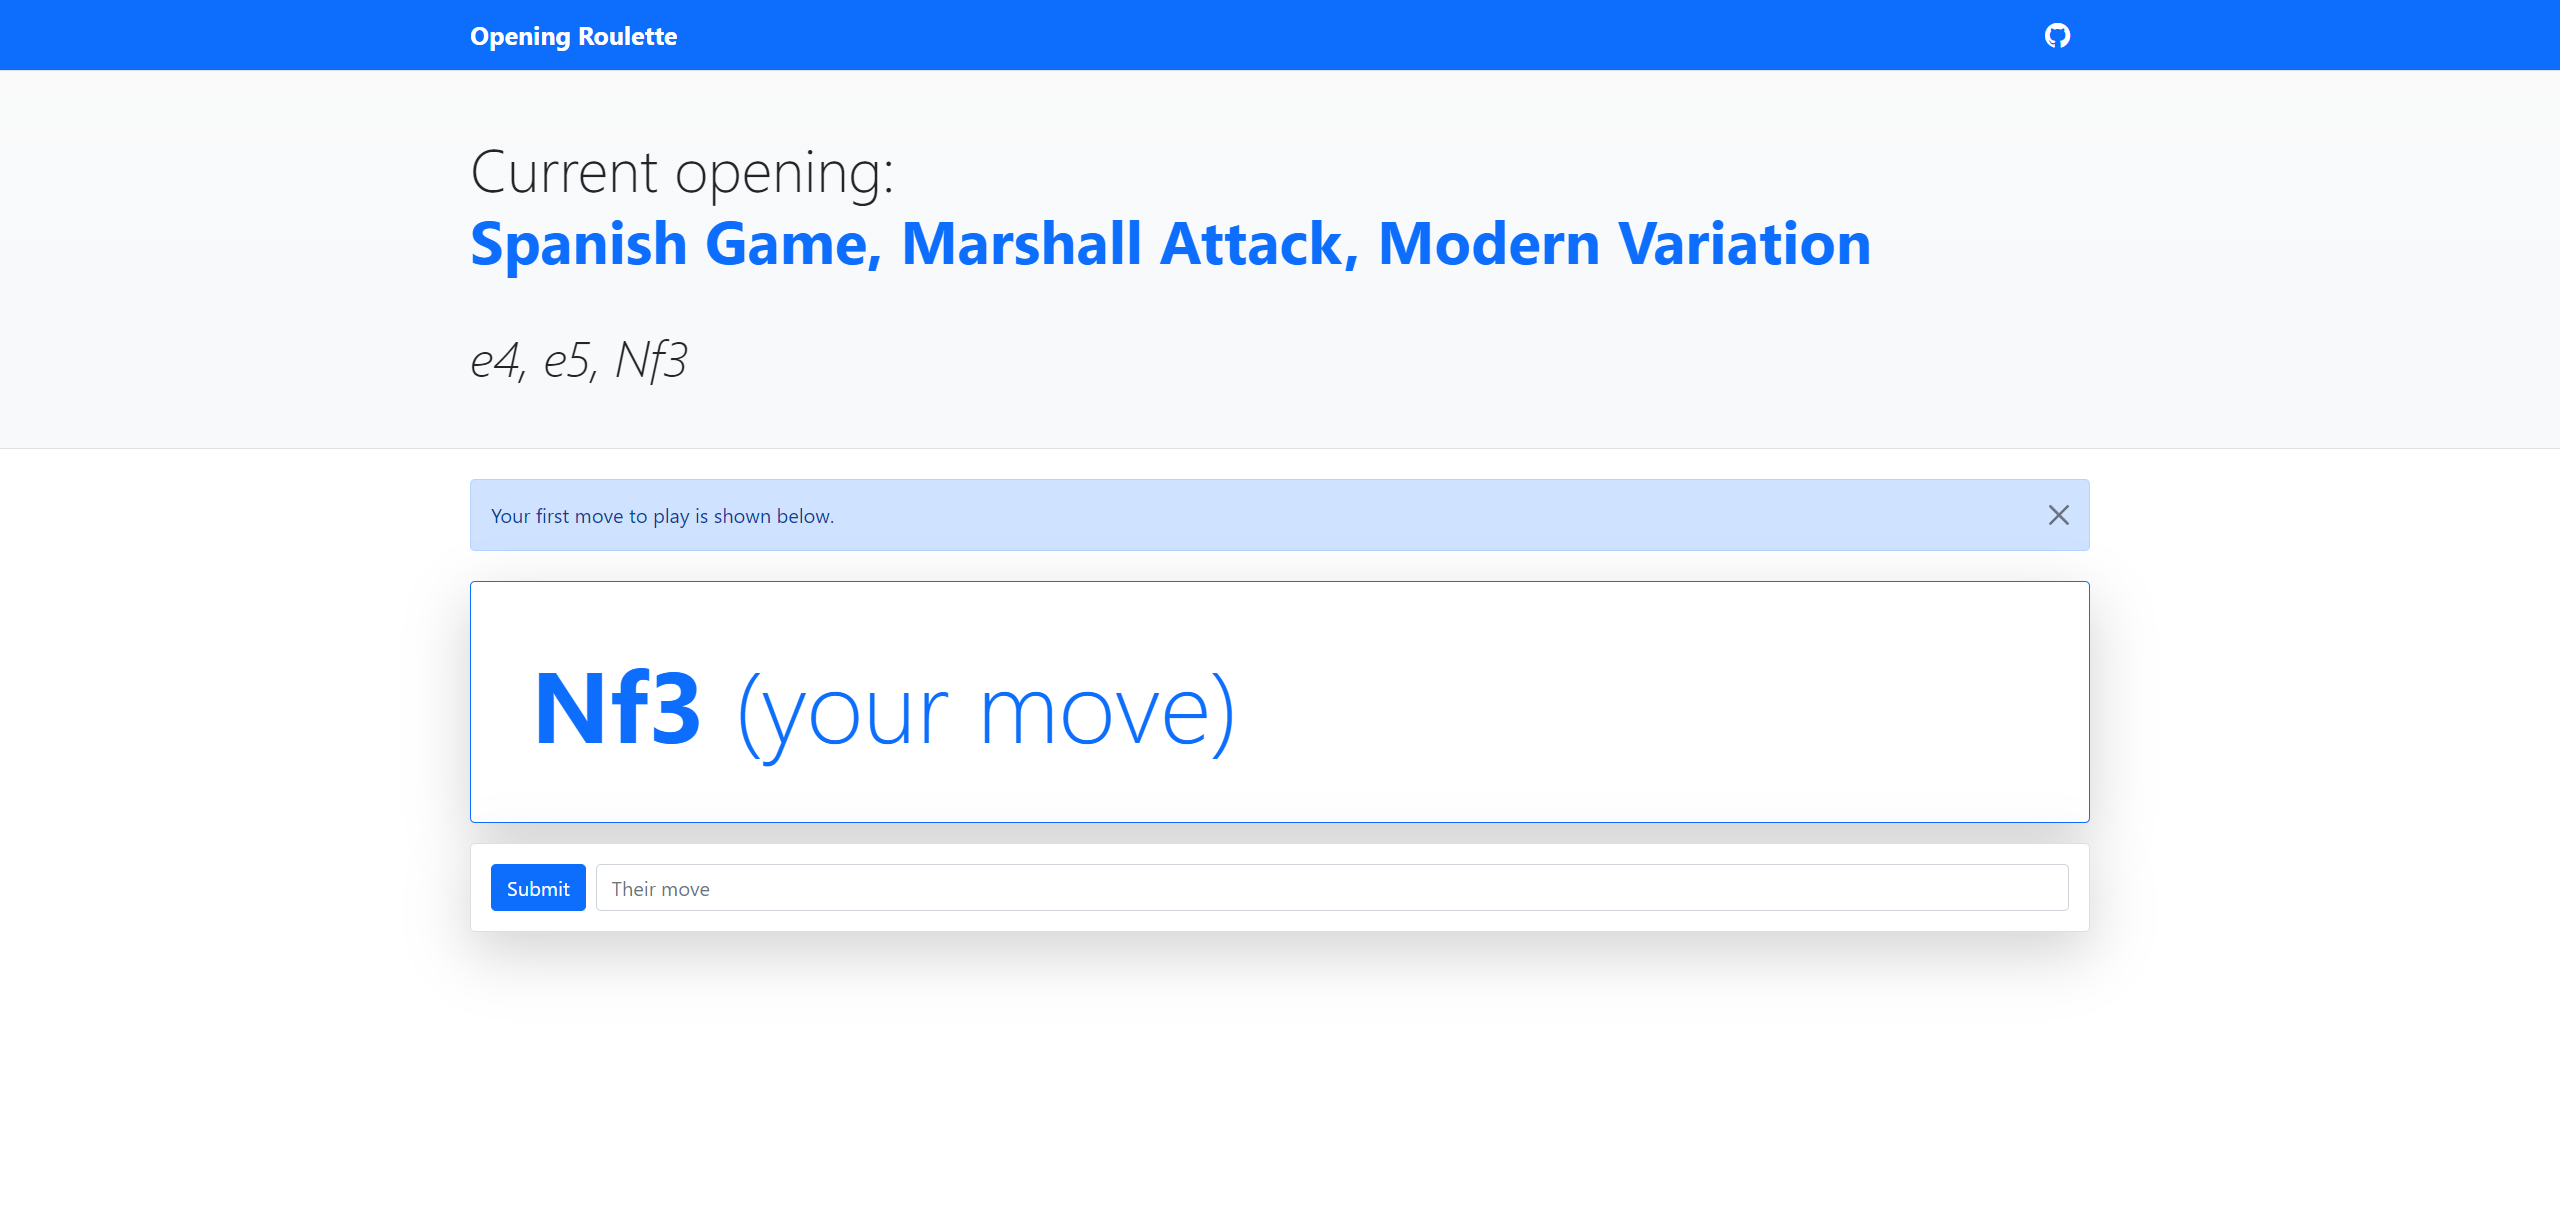 Opening Roulette
Current opening:
Spanish Game, Marshall Attack, Modern Variation
e4, e5, Nf3
Your first move to play is shown below.
Nf3 (your move)
Submit
Their move